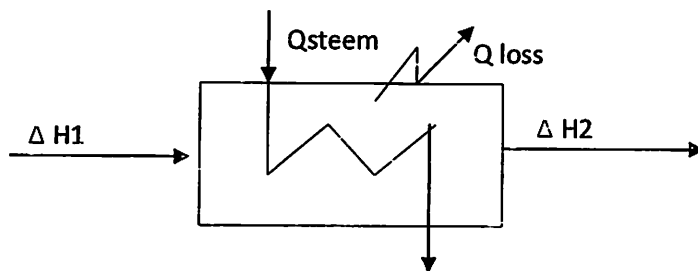 Qsteem
Q loss
Δ H1
Δ H2